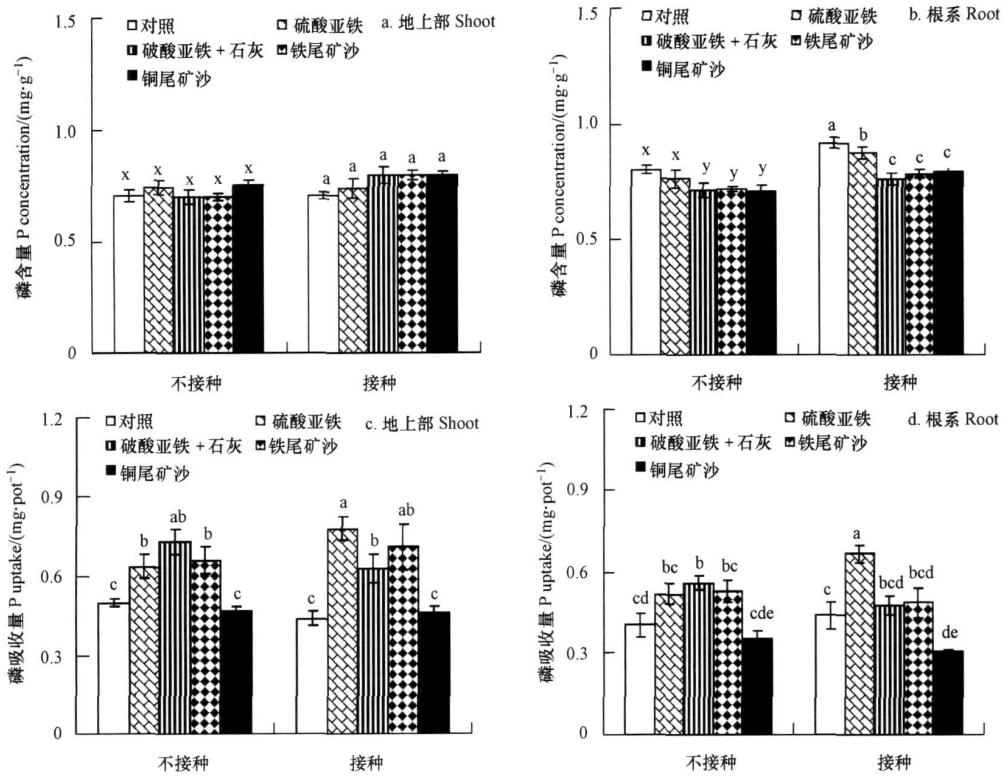 1.5
1.0
0.5
0
磷含量 P concentration/(mg·g⁻¹)
对照
硫酸亚铁
a. 地上部 Shoot
破酸亚铁 + 石灰
铁尾矿沙
铜尾矿沙
x x x x x
a a a a a
不接种
接种
1.5
1.0
0.5
0
磷含量 P concentration/(mg·g⁻¹)
对照
硫酸亚铁
b. 根系 Root
破酸亚铁 + 石灰
铁尾矿沙
铜尾矿沙
x x y y y
a b c c c
不接种
接种
1.2
0.9
0.6
0.3
0
磷吸收量 P uptake/(mg·pot⁻¹)
对照
硫酸亚铁
c. 地上部 Shoot
破酸亚铁 + 石灰
铁尾矿沙
铜尾矿沙
c b ab b c
c a b ab c
不接种
接种
1.2
0.9
0.6
0.3
0
磷吸收量 P uptake/(mg·pot⁻¹)
对照
硫酸亚铁
d. 根系 Root
破酸亚铁 + 石灰
铁尾矿沙
铜尾矿沙
cd bc b bc cde
c a bcd bcd de
不接种
接种